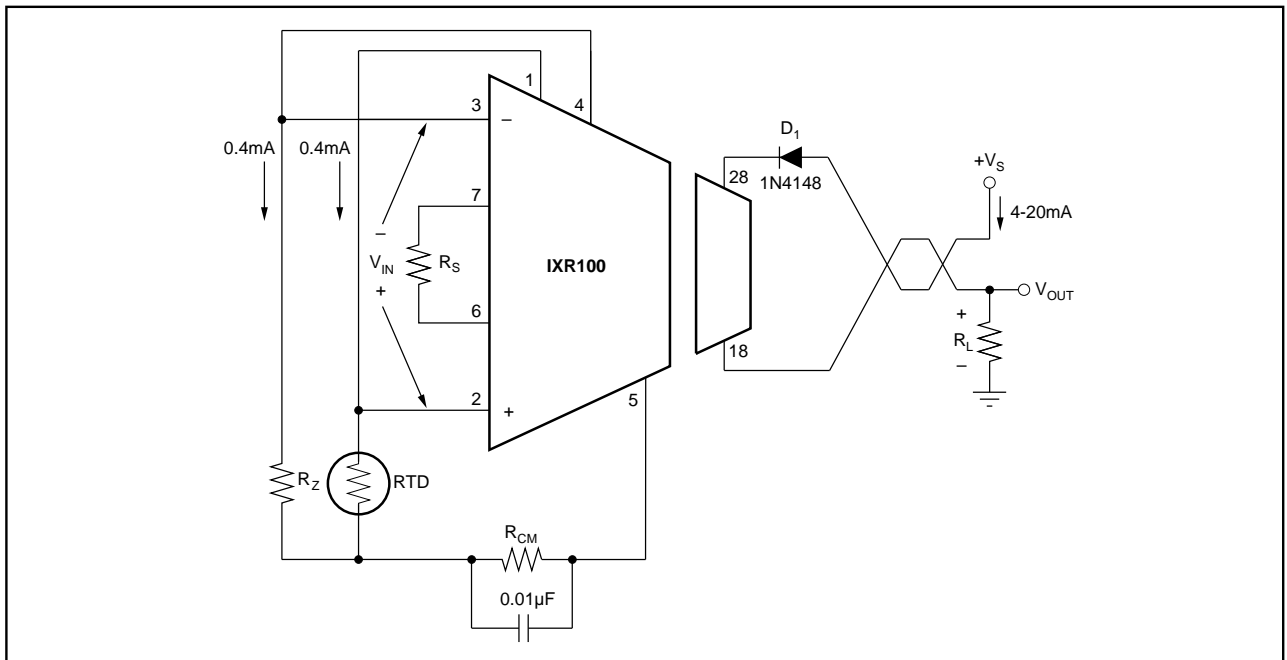 1
4
3
−
D1
0.4mA
0.4mA
28
+VS
1N4148
7
4-20mA
−
VIN
RS
IXR100
+
VOUT
6
+
RL
−
18
2
+
5
RZ
RTD
RCM
0.01µF